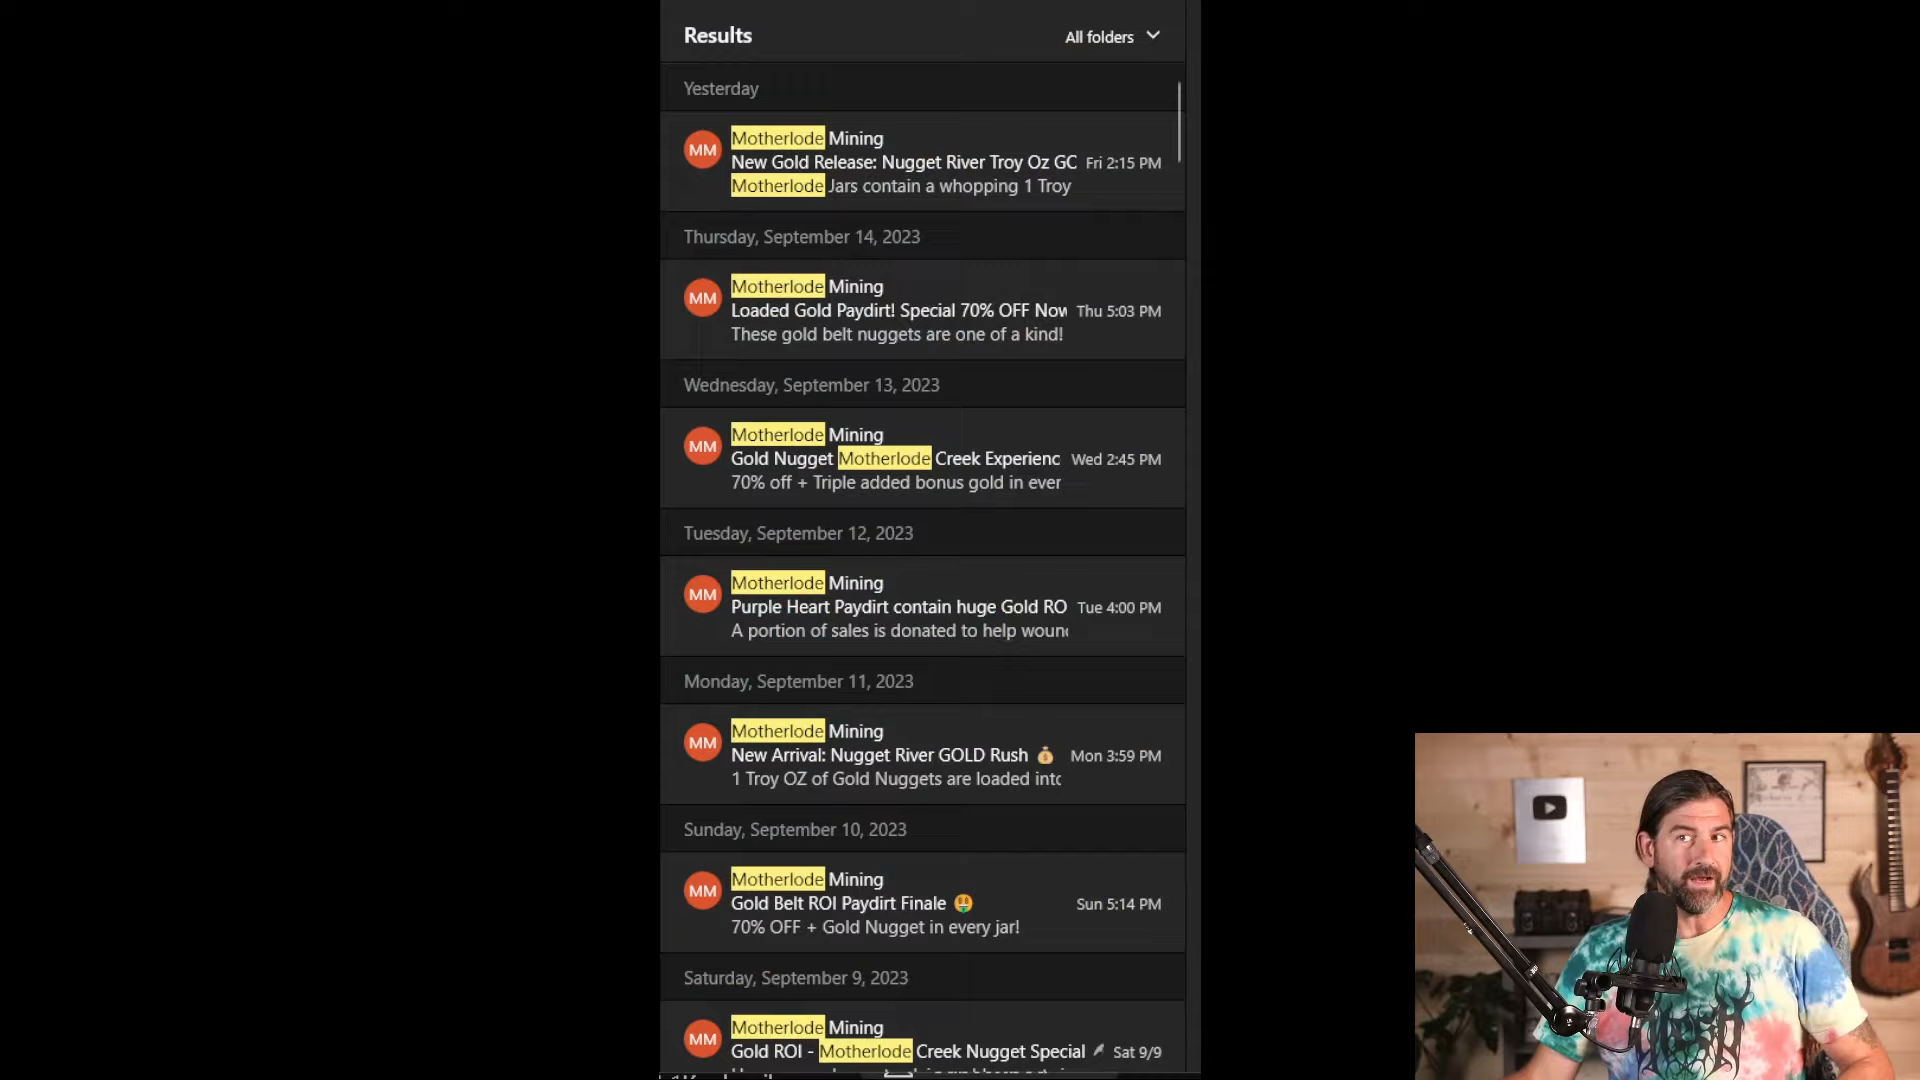 Results
All folders
Yesterday
MM
Motherlode Mining
New Gold Release: Nugget River Troy Oz GC Fri 2:15 PM
Motherlode Jars contain a whopping 1 Troy
Thursday, September 14, 2023
MM
Motherlode Mining
Loaded Gold Paydirt! Special 70% OFF Now Thu 5:03 PM
These gold belt nuggets are one of a kind!
Wednesday, September 13, 2023
MM
Motherlode Mining
Gold Nugget Motherlode Creek Experienc Wed 2:45 PM
70% off + Triple added bonus gold in ever
Tuesday, September 12, 2023
MM
Motherlode Mining
Purple Heart Paydirt contain huge Gold RO Tue 4:00 PM
A portion of sales is donated to help woun
Monday, September 11, 2023
MM
Motherlode Mining
New Arrival: Nugget River GOLD Rush 💰 Mon 3:59 PM
1 Troy OZ of Gold Nuggets are loaded into
Sunday, September 10, 2023
MM
Motherlode Mining
Gold Belt ROI Paydirt Finale 🤑 Sun 5:14 PM
70% OFF + Gold Nugget in every jar!
Saturday, September 9, 2023
MM
Motherlode Mining
Gold ROI - Motherlode Creek Nugget Special Sat 9/9